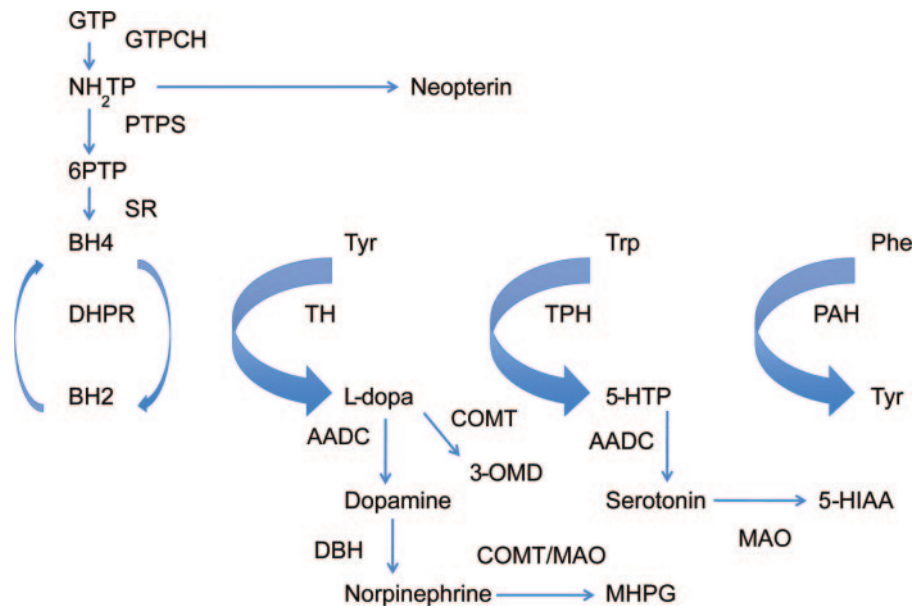 GTP
GTPCH
NH2TP
Neopterin
PTPS
6PTP
SR
BH4
Tyr
Trp
Phe
DHPR
TH
TPH
PAH
BH2
L-dopa
5-HTP
Tyr
COMT
AADC
AADC
3-OMD
Dopamine
Serotonin
5-HIAA
MAO
DBH
COMT/MAO
Norpinephrine
MHPG